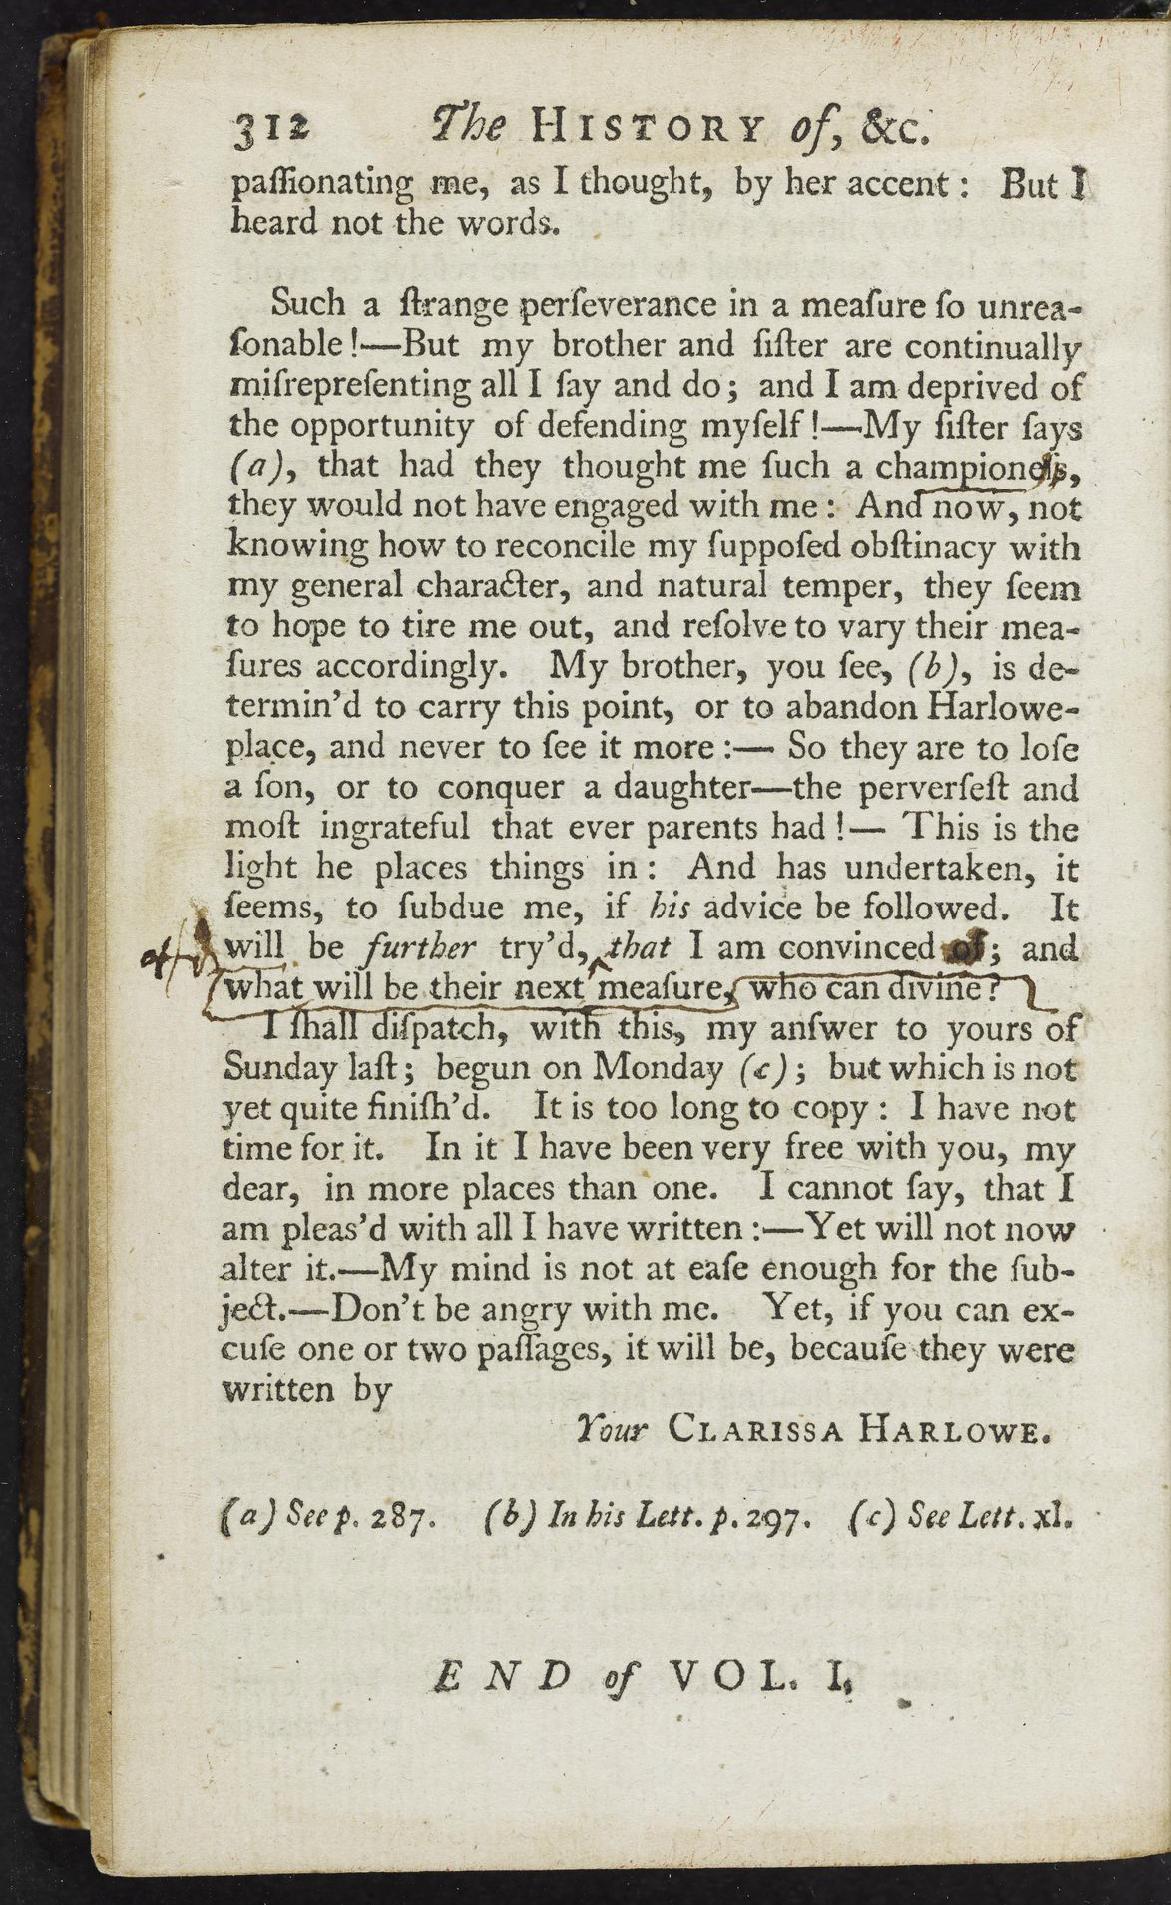 312 The HISTORY of, &c.
paſſionating me, as I thought, by her accent: But I
heard not the words.
Such a ſtrange perſeverance in a meaſure ſo unrea-
ſonable!—But my brother and ſiſter are continually
miſrepreſenting all I ſay and do; and I am deprived of
the opportunity of defending myſelf!—My ſiſter ſays
(a), that had they thought me ſuch a
they would not have engaged with me: And now, not
knowing how to reconcile my ſuppoſed obſtinacy with
my general character, and natural temper, they ſeem
to hope to tire me out, and reſolve to vary their mea-
ſures accordingly. My brother, you ſee, (b), is de-
termin'd to carry this point, or to abandon Harlowe-
place, and never to ſee it more:— So they are to loſe
a ſon, or to conquer a daughter—the perverſeſt and
moſt ingrateful that ever parents had!— This is the
light he places things in: And has undertaken, it
ſeems, to ſubdue me, if his advice be followed. It
will be further try'd, that I am convinced of; and
what will be their next meaſure, who can divine?
I ſhall diſpatch, with this, my anſwer to yours of
Sunday laſt; begun on Monday (c); but which is not
yet quite finiſh'd. It is too long to copy: I have not
time for it. In it I have been very free with you, my
dear, in more places than one. I cannot ſay, that I
am pleas'd with all I have written:—Yet will not now
alter it.—My mind is not at eaſe enough for the ſub-
ject.—Don't be angry with me. Yet, if you can ex-
cuſe one or two paſſages, it will be, becauſe they were
written by
Your CLARISSA HARLOWE.
(a) See p. 287. (b) In his Lett. p. 297. (c) See Lett. xl.
END of VOL. I.